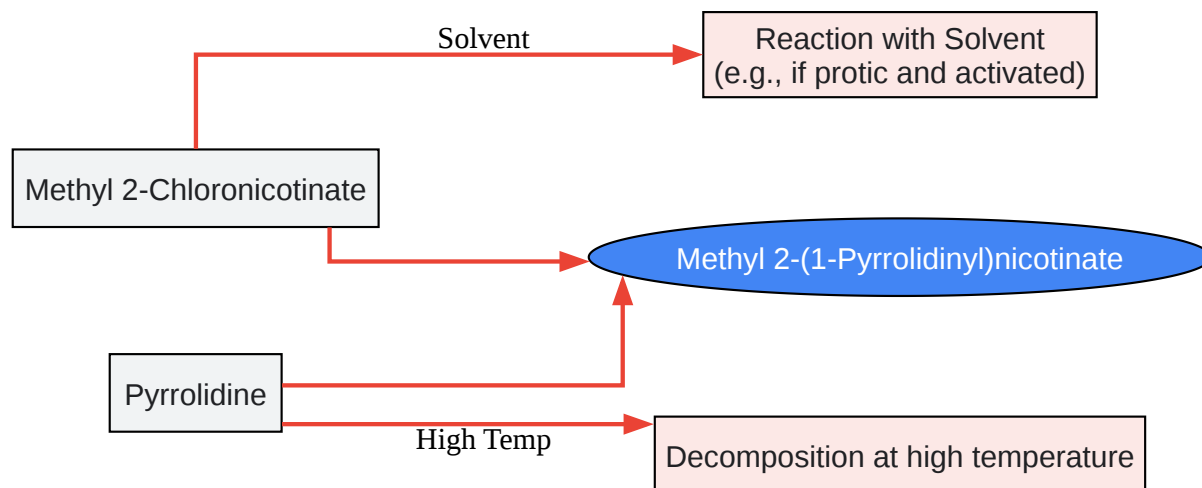 Solvent
Reaction with Solvent
(e.g., if protic and activated)
Methyl 2-Chloronicotinate
Methyl 2-(1-Pyrrolidinyl)nicotinate
Pyrrolidine
High Temp
Decomposition at high temperature